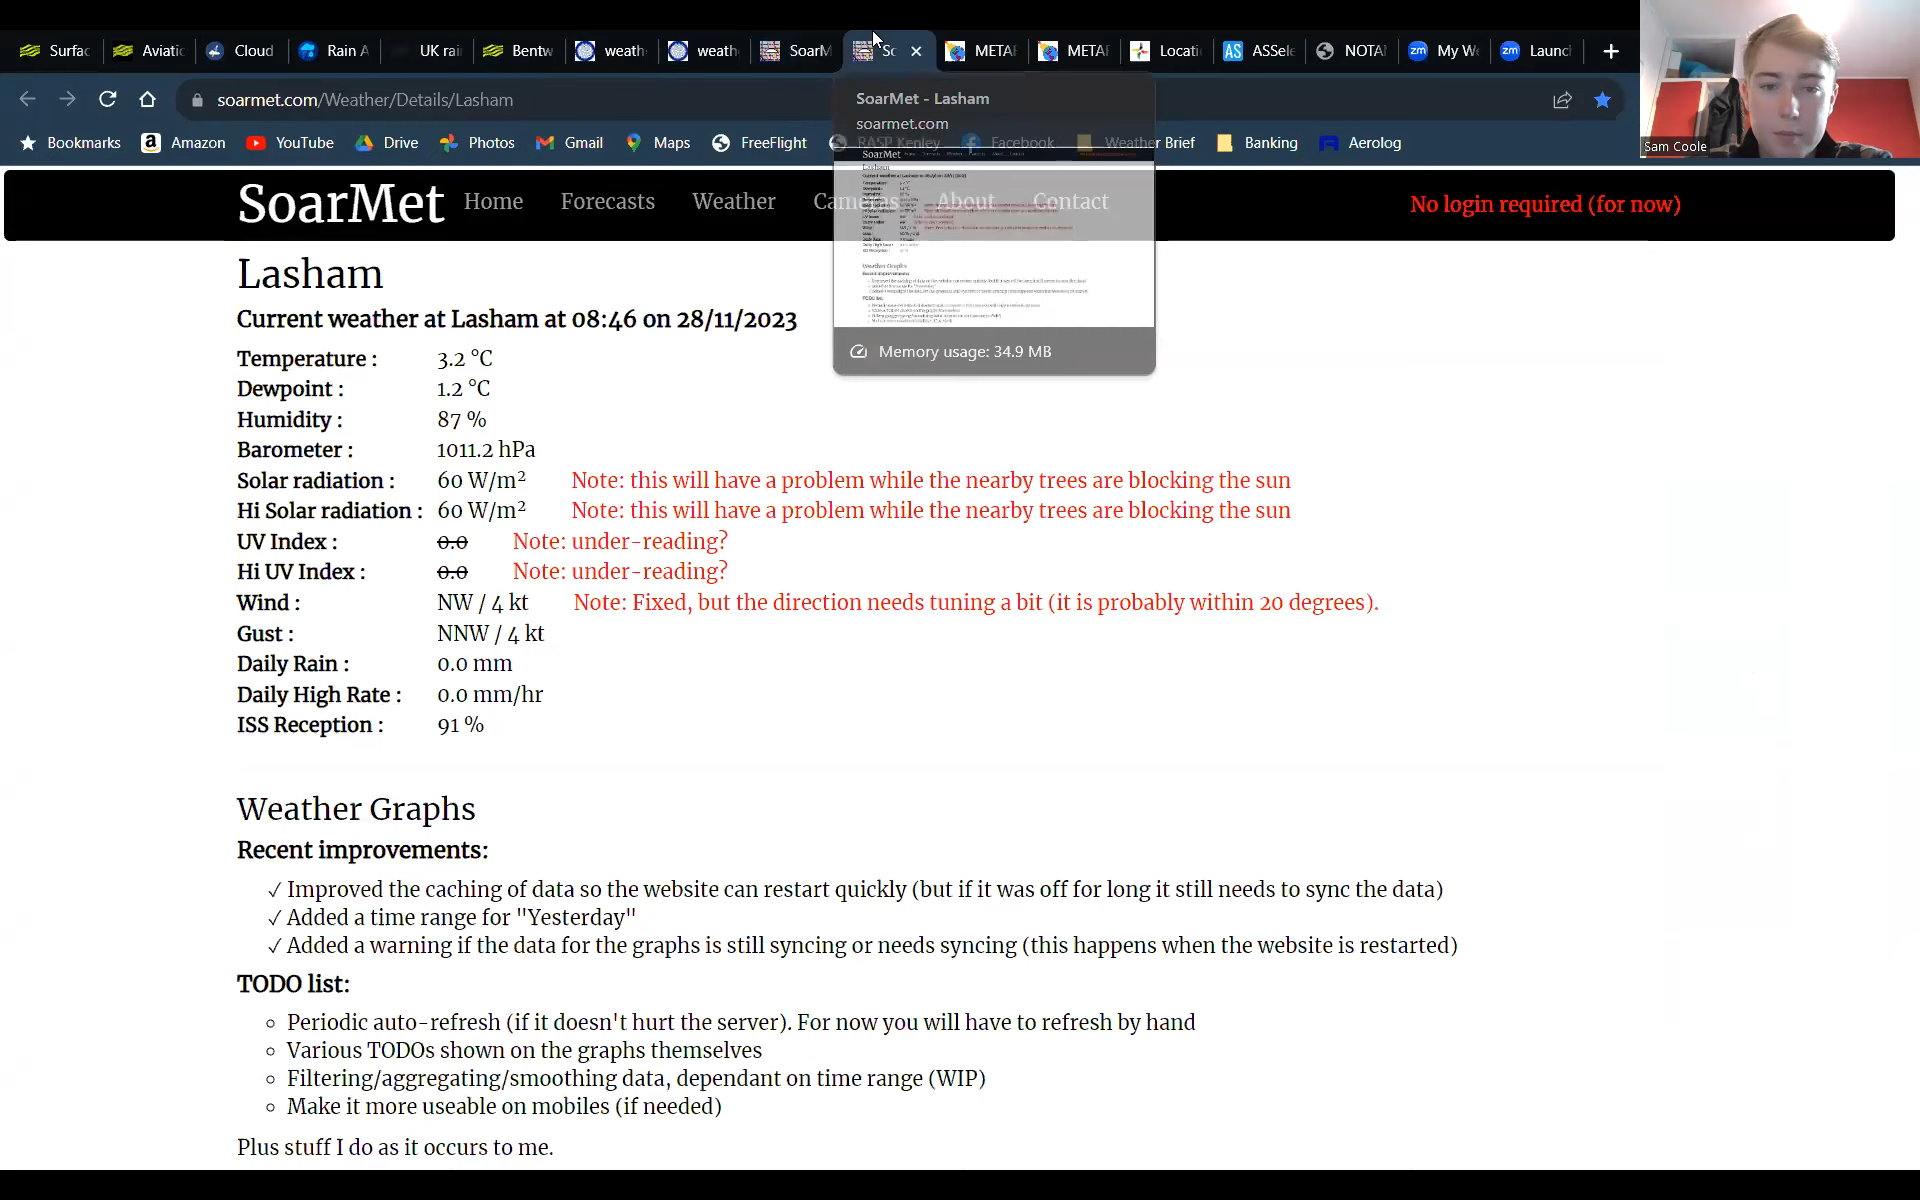 Surfac Aviatic Cloud Rain A UK rai Bentw weath weath SoarM Sc METAR METAR Locati AS ASSele NOTA zm My We zm Launc
soarmet.com/Weather/Details/Lasham
Bookmarks Amazon YouTube Drive Photos Gmail Maps FreeFlight RASP Kenley Facebook Weather Brief Banking Aerolog
Sam Coole
SoarMet - Lasham
soarmet.com
Memory usage: 34.9 MB
SoarMet Home Forecasts Weather Cameras About Contact No login required (for now)
Lasham
Current weather at Lasham at 08:46 on 28/11/2023
Temperature : 3.2 °C
Dewpoint : 1.2 °C
Humidity : 87 %
Barometer : 1011.2 hPa
Solar radiation : 60 W/m² Note: this will have a problem while the nearby trees are blocking the sun
Hi Solar radiation : 60 W/m² Note: this will have a problem while the nearby trees are blocking the sun
UV Index : 0.0 Note: under-reading?
Hi UV Index : 0.0 Note: under-reading?
Wind : NW / 4 kt Note: Fixed, but the direction needs tuning a bit (it is probably within 20 degrees).
Gust : NNW / 4 kt
Daily Rain : 0.0 mm
Daily High Rate : 0.0 mm/hr
ISS Reception : 91 %
Weather Graphs
Recent improvements:
✓ Improved the caching of data so the website can restart quickly (but if it was off for long it still needs to sync the data)
✓ Added a time range for "Yesterday"
✓ Added a warning if the data for the graphs is still syncing or needs syncing (this happens when the website is restarted)
TODO list:
Periodic auto-refresh (if it doesn't hurt the server). For now you will have to refresh by hand
Various TODOs shown on the graphs themselves
Filtering/aggregating/smoothing data, dependant on time range (WIP)
Make it more useable on mobiles (if needed)
Plus stuff I do as it occurs to me.